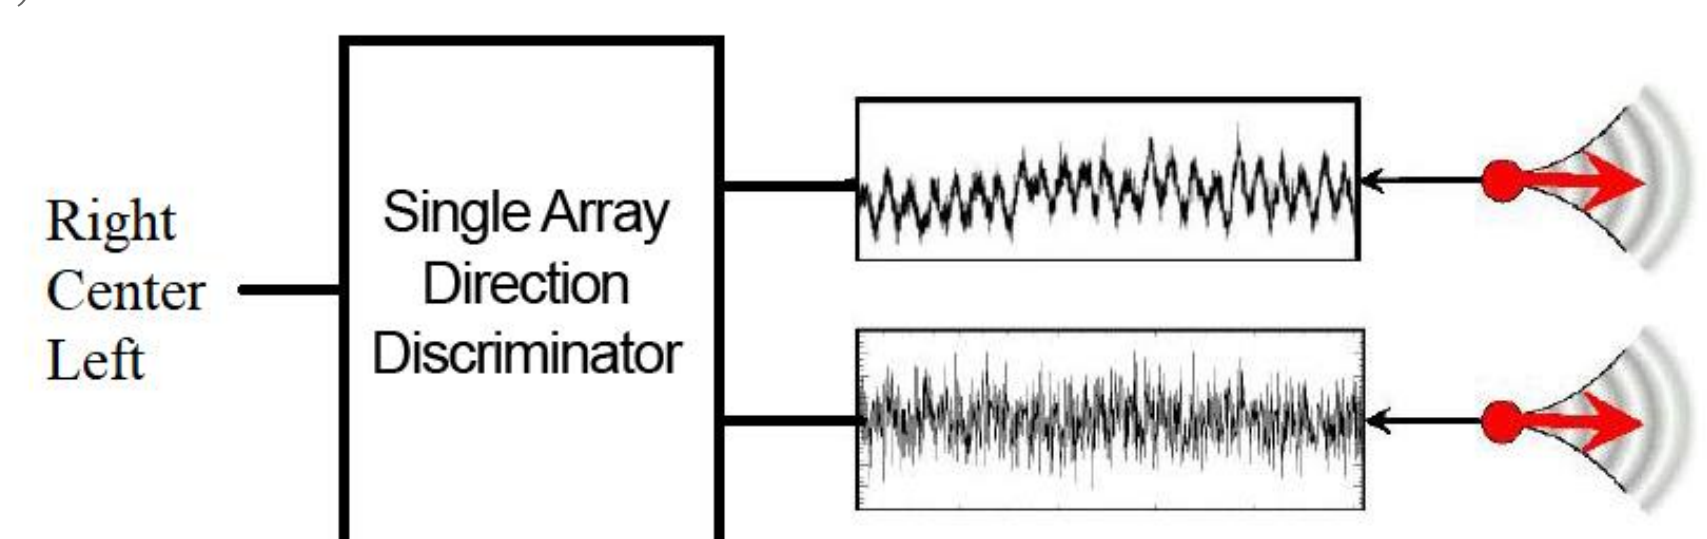 Right
Center
Left
Single Array
Direction
Discriminator